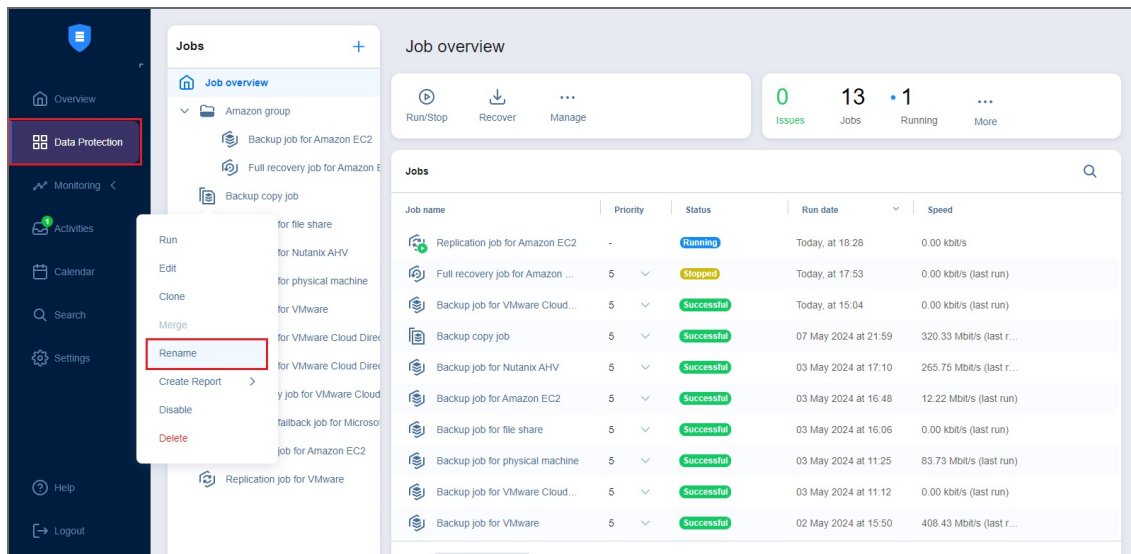 Overview
Data Protection
Monitoring
1
Activities
Calendar
Search
Settings
Help
Logout
Jobs
Job overview
Amazon group
Backup job for Amazon EC2
Full recovery job for Amazon E
Backup copy job
for file share
for Nutanix AHV
for physical machine
for VMware
for VMware Cloud Direc
for VMware Cloud Direc
y job for VMware Cloud
failback job for Microsof
job for Amazon EC2
Replication job for VMware
Run
Edit
Clone
Merge
Rename
Create Report
Disable
Delete
Job overview
Run/Stop Recover Manage
0 13 1
Issues Jobs Running More
Jobs
Job name Priority Status Run date Speed
Replication job for Amazon EC2 - Running Today, at 18:28 0.00 kbit/s
Full recovery job for Amazon ... 5 Stopped Today, at 17:53 0.00 kbit/s (last run)
Backup job for VMware Cloud... 5 Successful Today, at 15:04 0.00 kbit/s (last run)
Backup copy job 5 Successful 07 May 2024 at 21:59 320.33 Mbit/s (last r...
Backup job for Nutanix AHV 5 Successful 03 May 2024 at 17:10 265.75 Mbit/s (last r...
Backup job for Amazon EC2 5 Successful 03 May 2024 at 16:48 12.22 Mbit/s (last run)
Backup job for file share 5 Successful 03 May 2024 at 16:06 0.00 kbit/s (last run)
Backup job for physical machine 5 Successful 03 May 2024 at 11:25 83.73 Mbit/s (last run)
Backup job for VMware Cloud... 5 Successful 03 May 2024 at 11:12 0.00 kbit/s (last run)
Backup job for VMware 5 Successful 02 May 2024 at 15:50 408.43 Mbit/s (last r...